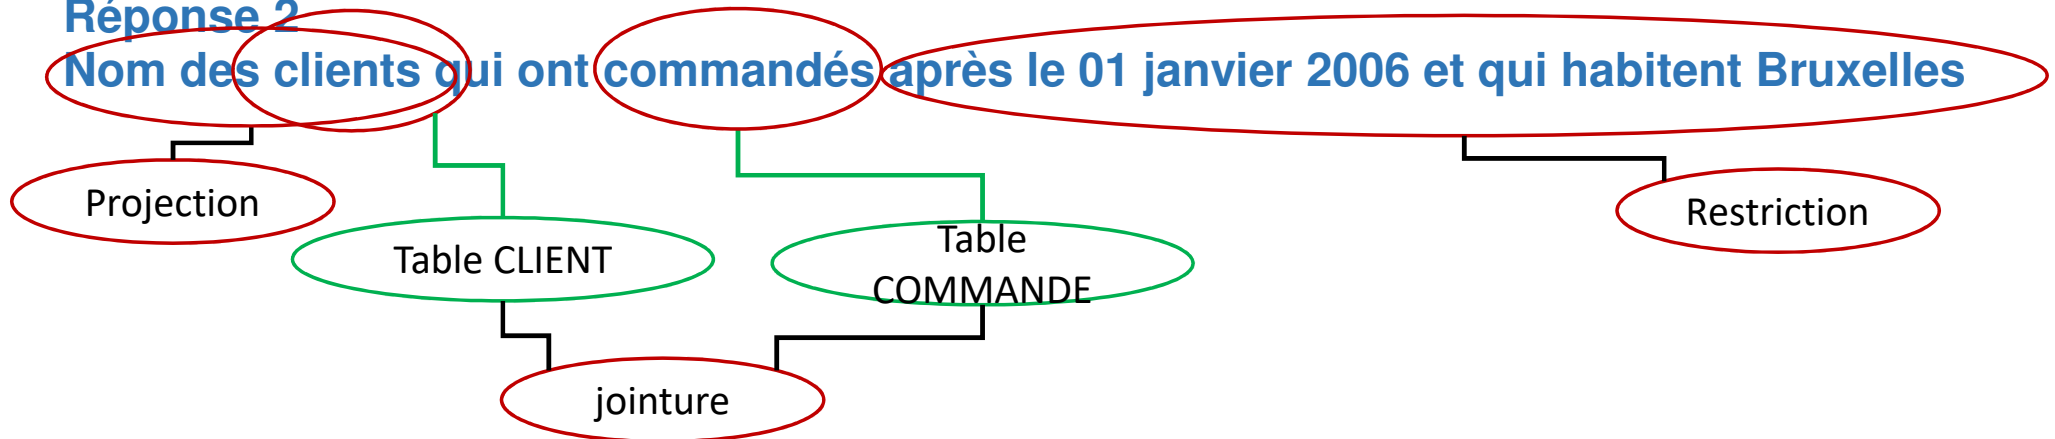 Réponse 2
Nom des clients qui ont commandés après le 01 janvier 2006 et qui habitent Bruxelles
Projection
Restriction
Table CLIENT
Table
COMMANDE
jointure